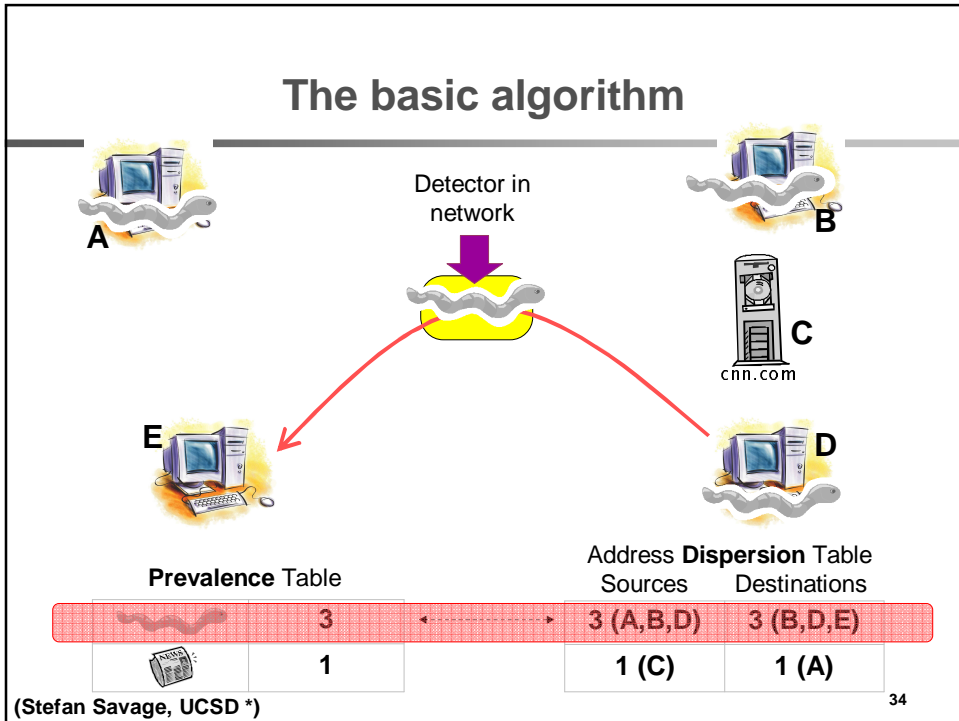 The basic algorithm
Detector in
network
A
B
C
cnn.com
E
D
Prevalence Table
Address Dispersion Table
Sources Destinations
3 3 (A,B,D) 3 (B,D,E)
NEWS
1 1 (C) 1 (A)
(Stefan Savage, UCSD *)
34